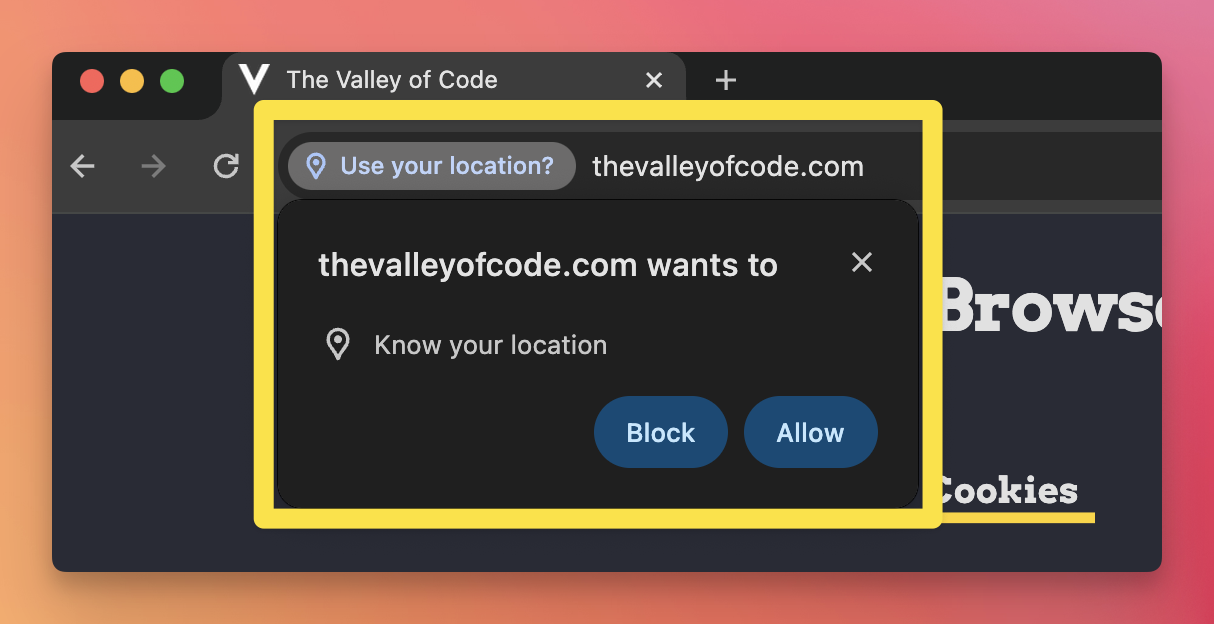 The Valley of Code
Use your location? thevalleyofcode.com
thevalleyofcode.com wants to
Know your location
Block Allow
Cookies